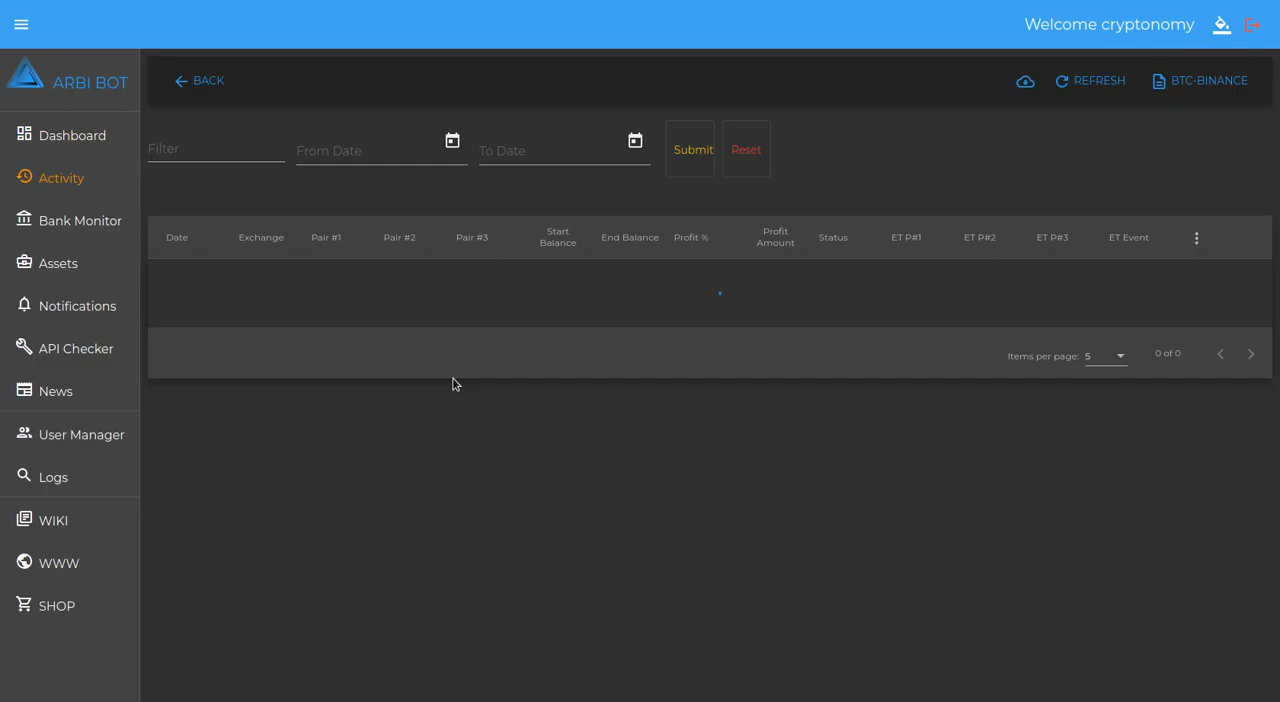 Welcome cryptonomy
ARBI BOT
BACK
REFRESH
BTC-BINANCE
Dashboard
Activity
Bank Monitor
Assets
Notifications
API Checker
News
User Manager
Logs
WIKI
WWW
SHOP
Filter
From Date
To Date
Submit
Reset
Date
Exchange
Pair #1
Pair #2
Pair #3
Start
Balance
End Balance
Profit %
Profit
Amount
Status
ET P#1
ET P#2
ET P#3
ET Event
Items per page: 5
0 of 0